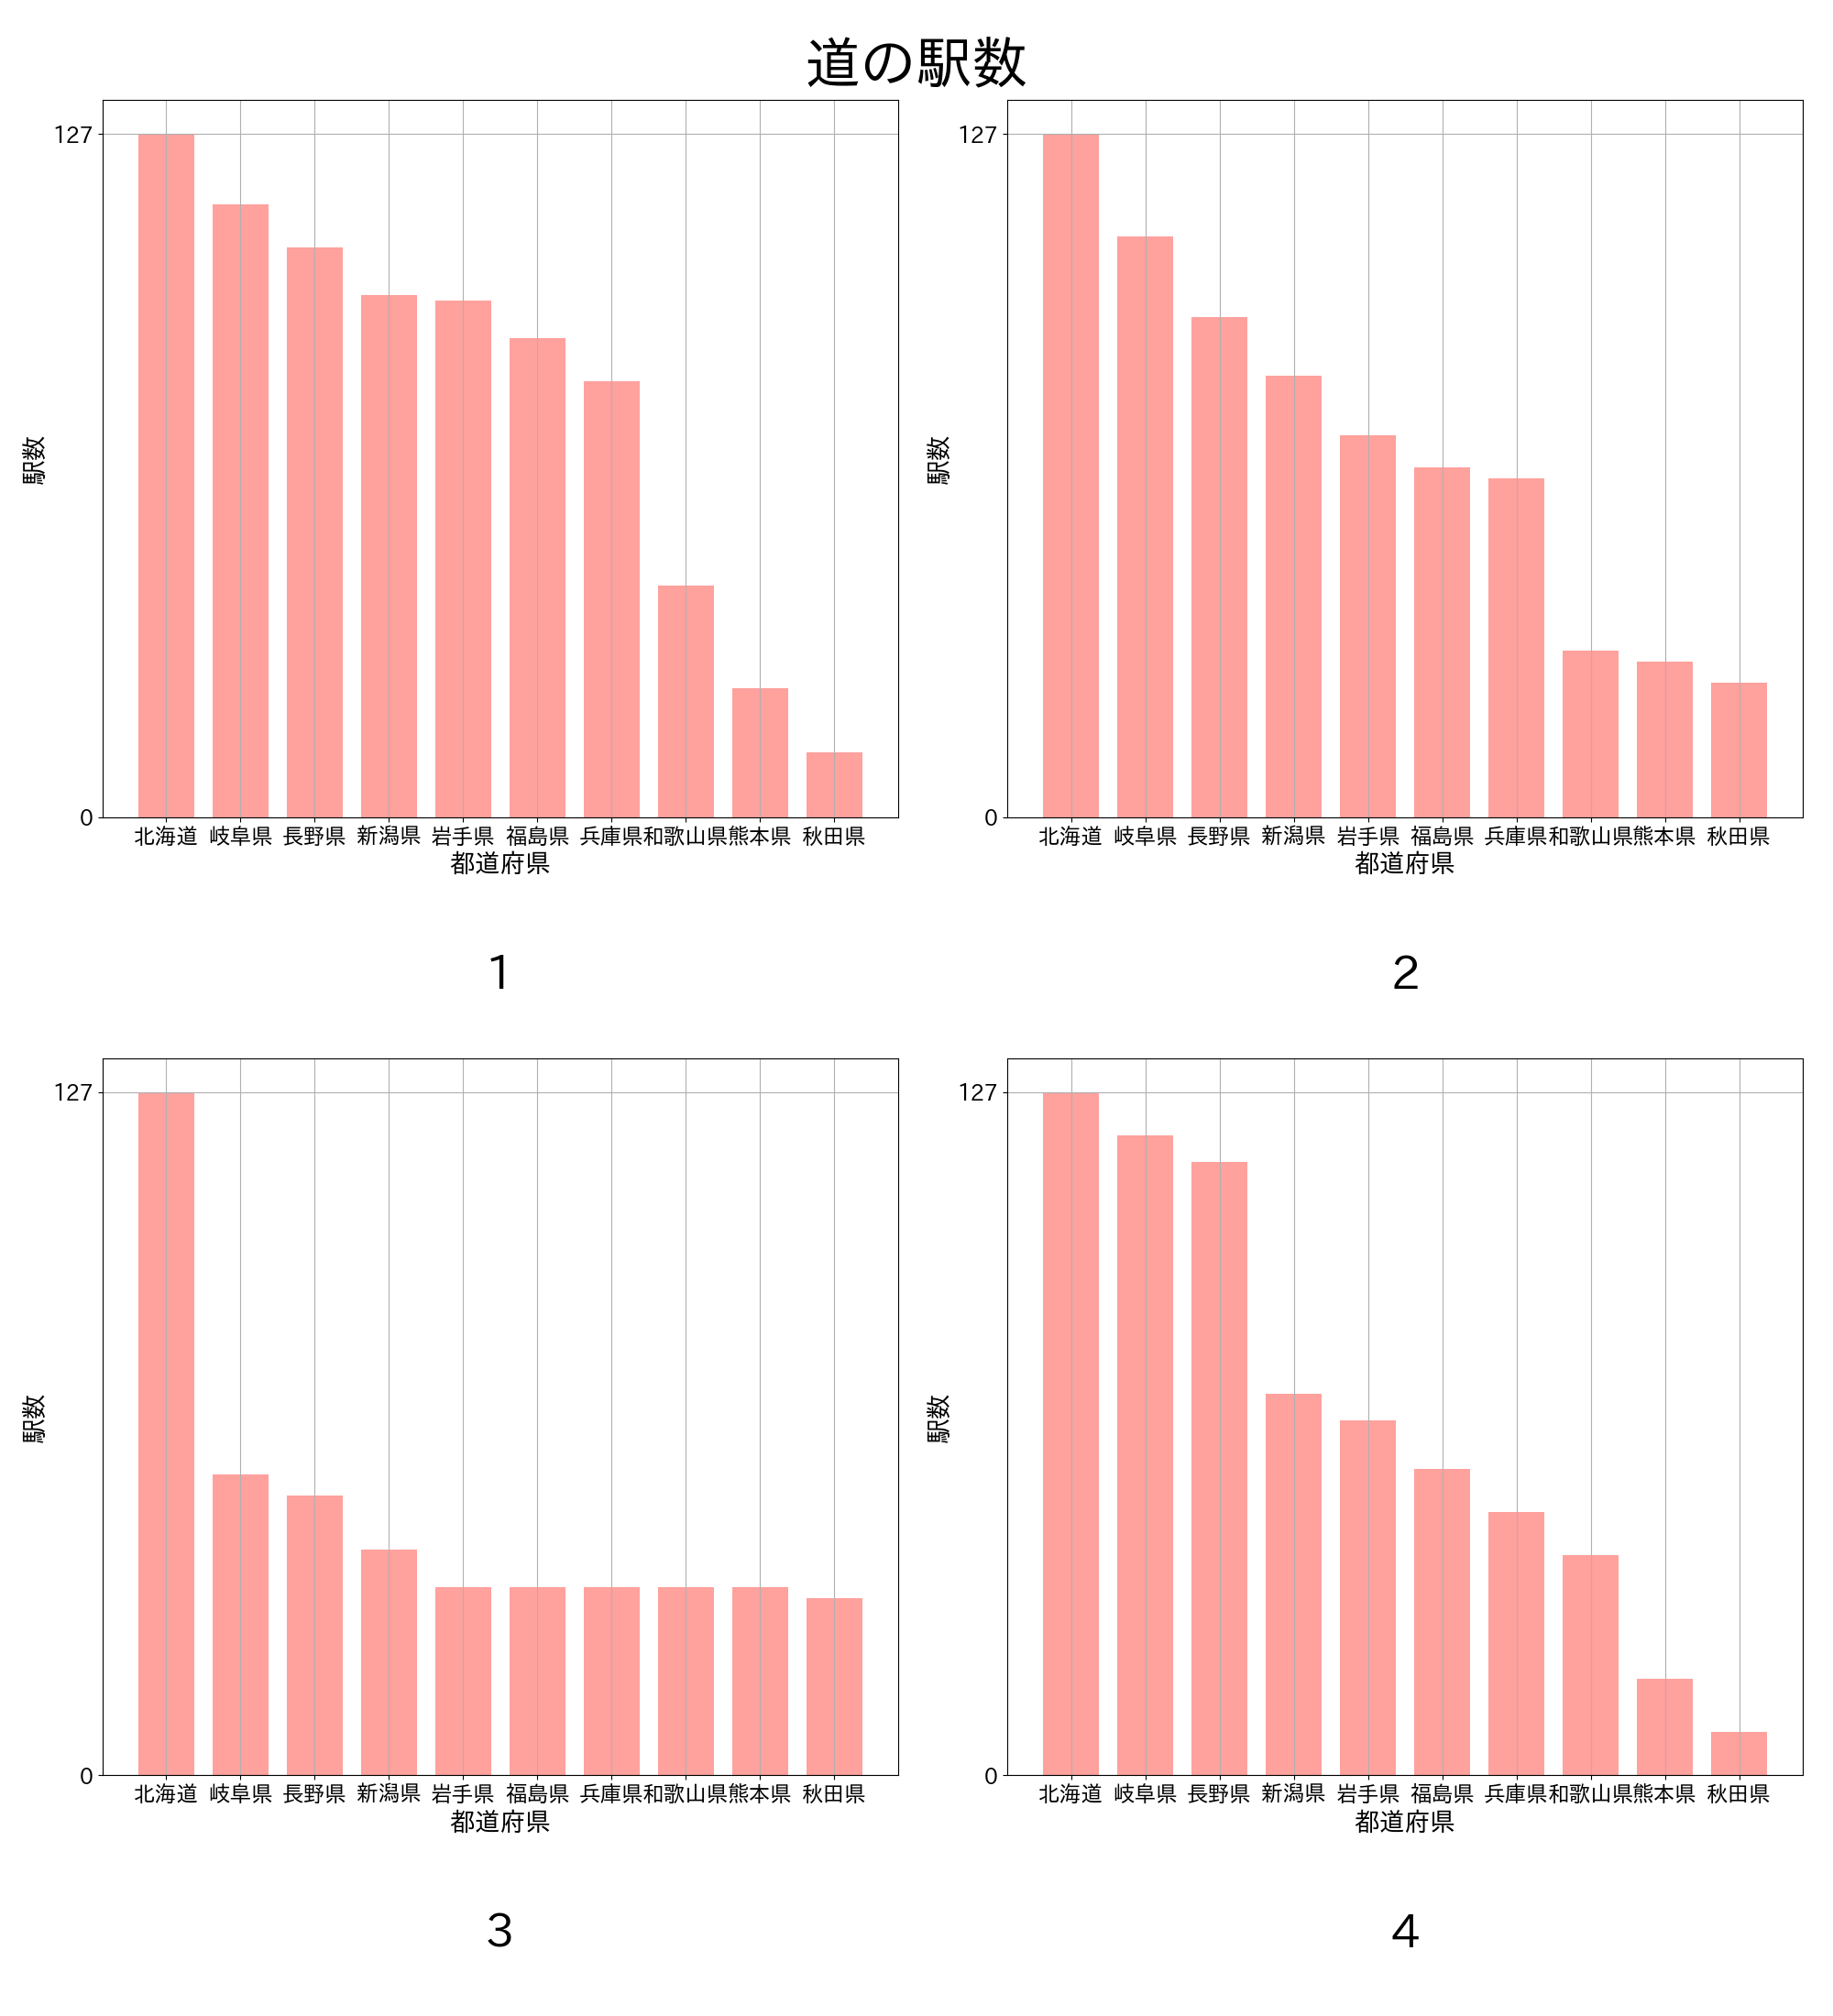 道の駅数
127
0
駅数
北海道 岐阜県 長野県 新潟県 岩手県 福島県 兵庫県 和歌山県 熊本県 秋田県
都道府県
1
127
0
駅数
北海道 岐阜県 長野県 新潟県 岩手県 福島県 兵庫県 和歌山県 熊本県 秋田県
都道府県
2
127
0
駅数
北海道 岐阜県 長野県 新潟県 岩手県 福島県 兵庫県 和歌山県 熊本県 秋田県
都道府県
3
127
0
駅数
北海道 岐阜県 長野県 新潟県 岩手県 福島県 兵庫県 和歌山県 熊本県 秋田県
都道府県
4